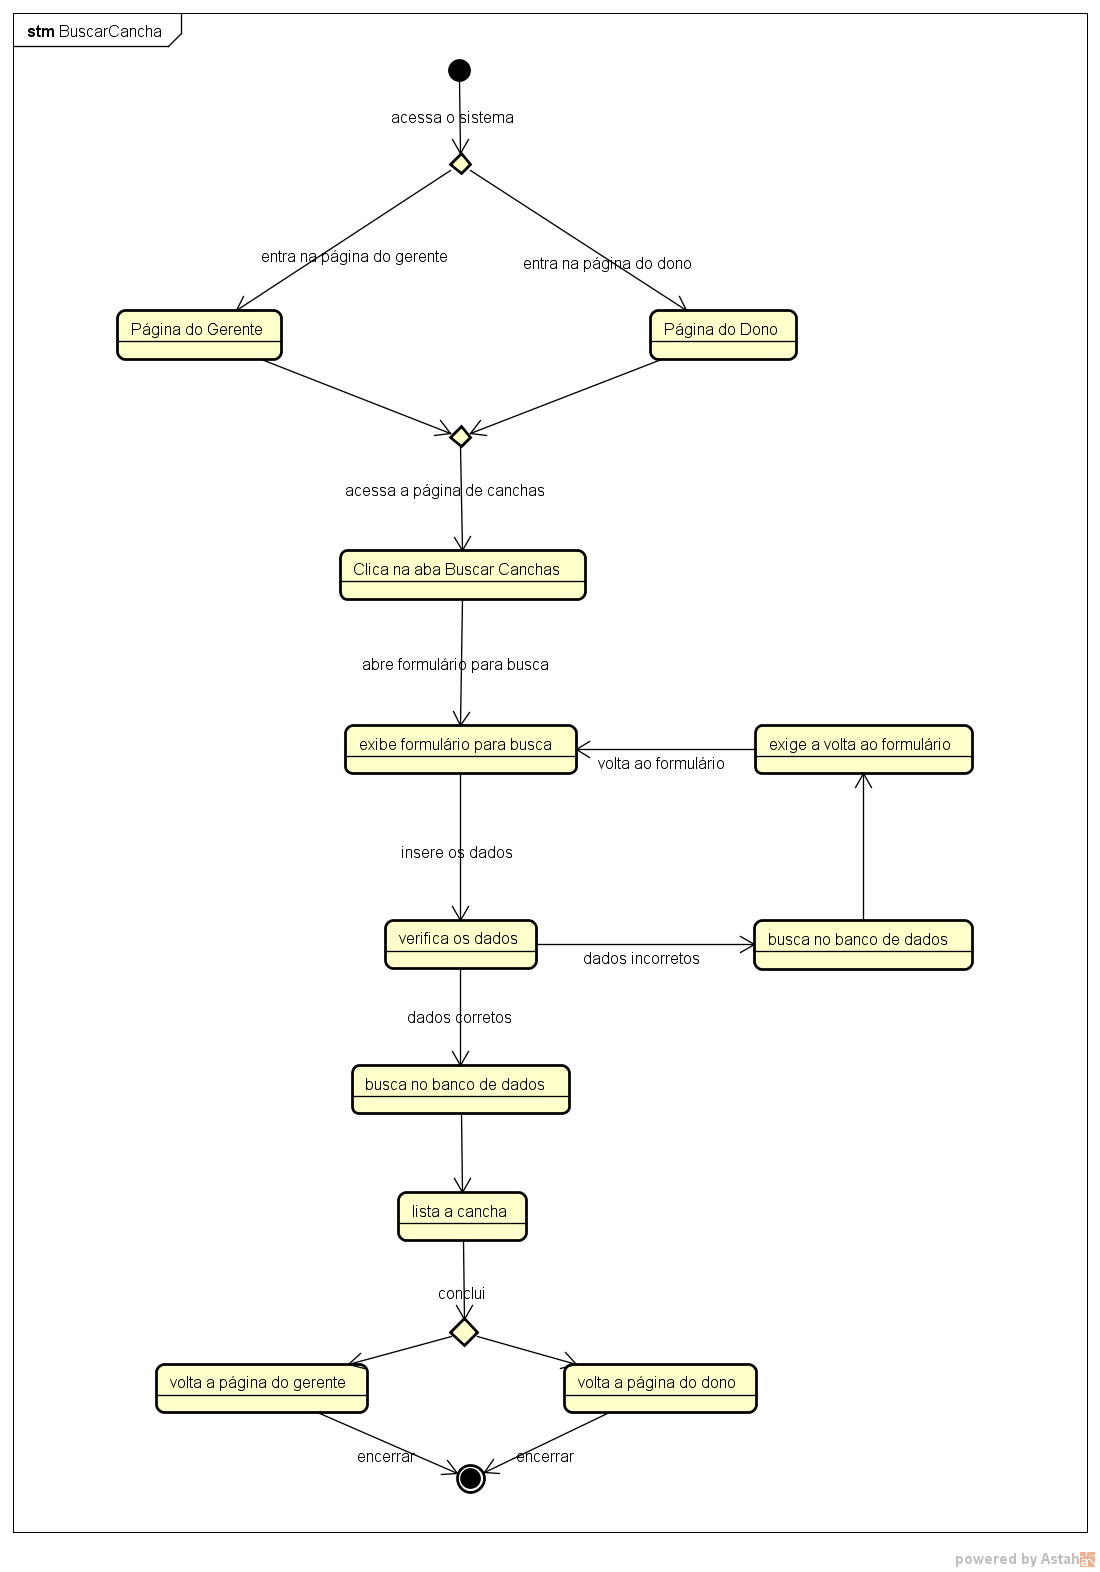 stm BuscarCancha
acessa o sistema
entra na página do gerente
entra na página do dono
Página do Gerente
Página do Dono
acessa a página de canchas
Clica na aba Buscar Canchas
abre formulário para busca
exibe formulário para busca
exige a volta ao formulário
volta ao formulário
insere os dados
verifica os dados
busca no banco de dados
dados incorretos
dados corretos
busca no banco de dados
lista a cancha
conclui
volta a página do gerente
volta a página do dono
encerrar
encerrar
powered by Astah